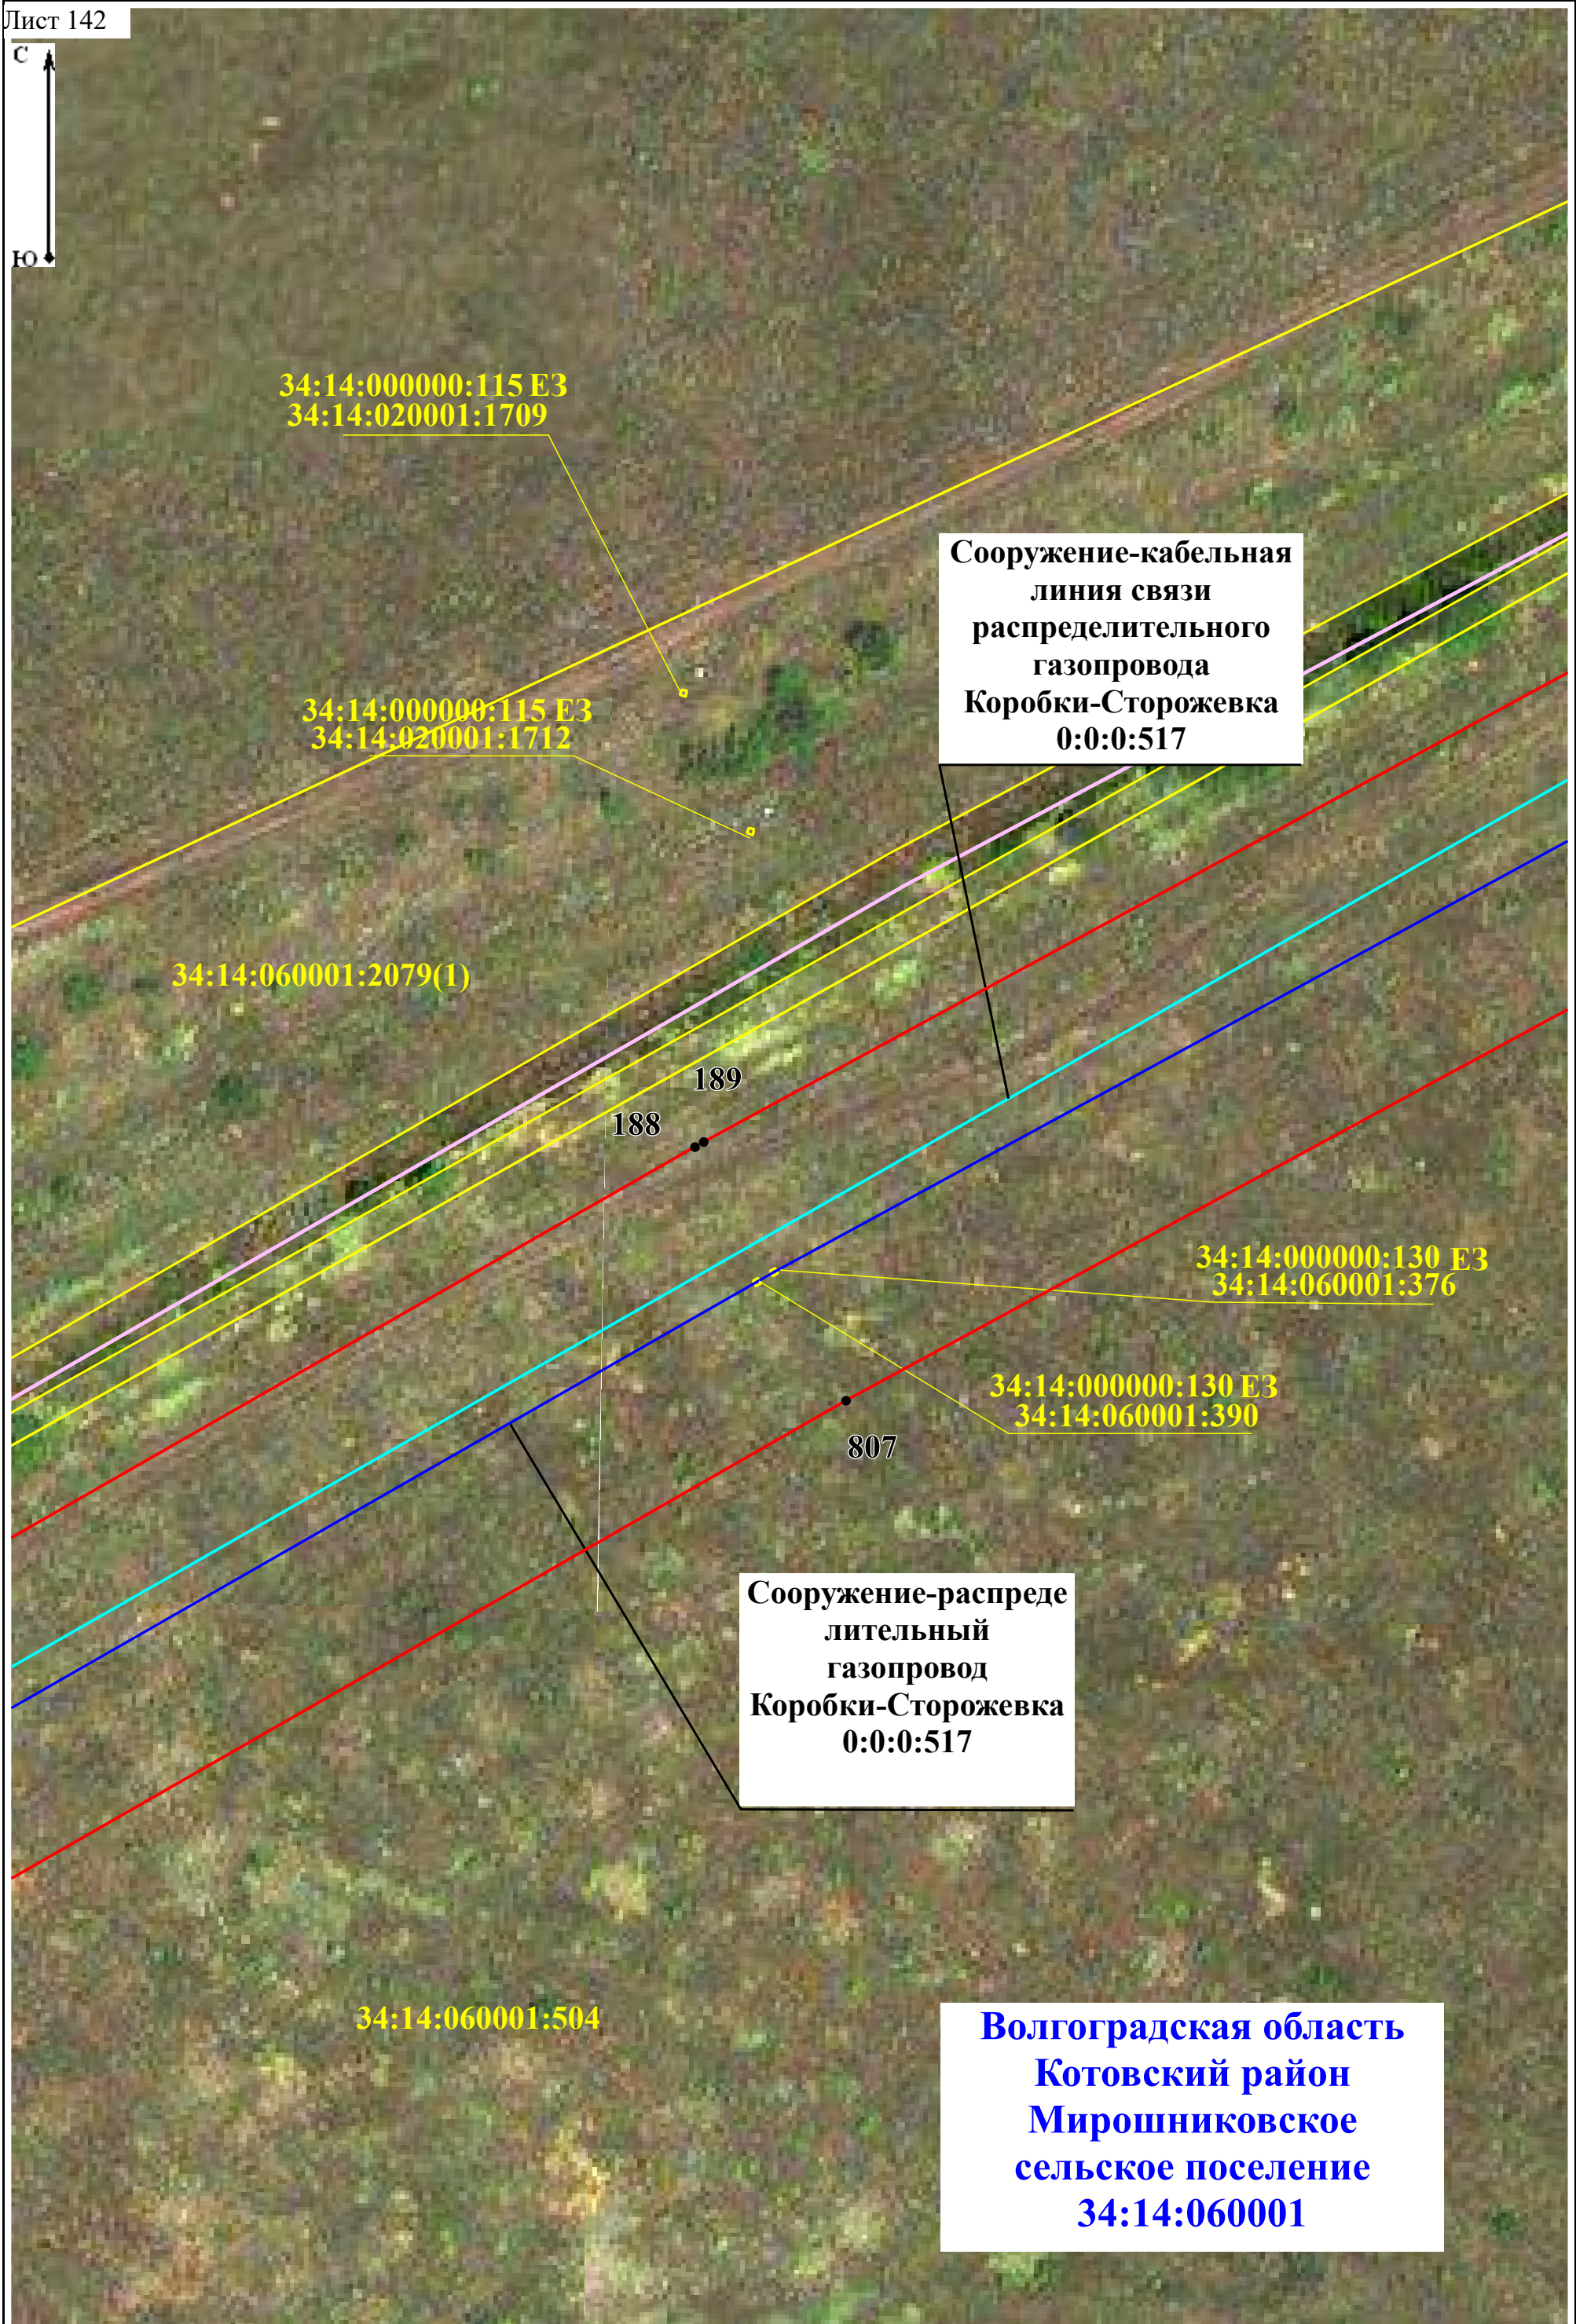 Лист 142
С
Ю
34:14:000000:115 ЕЗ
34:14:020001:1709
Сооружение-кабельная
линия связи
распределительного
газопровода
Коробки-Сторожевка
0:0:0:517
34:14:000000:115 ЕЗ
34:14:020001:1712
34:14:060001:2079(1)
189
188
34:14:000000:130 ЕЗ
34:14:060001:376
34:14:000000:130 ЕЗ
34:14:060001:390
807
Сооружение-распреде
лительный
газопровод
Коробки-Сторожевка
0:0:0:517
34:14:060001:504
Волгоградская область
Котовский район
Мирошниковское
сельское поселение
34:14:060001